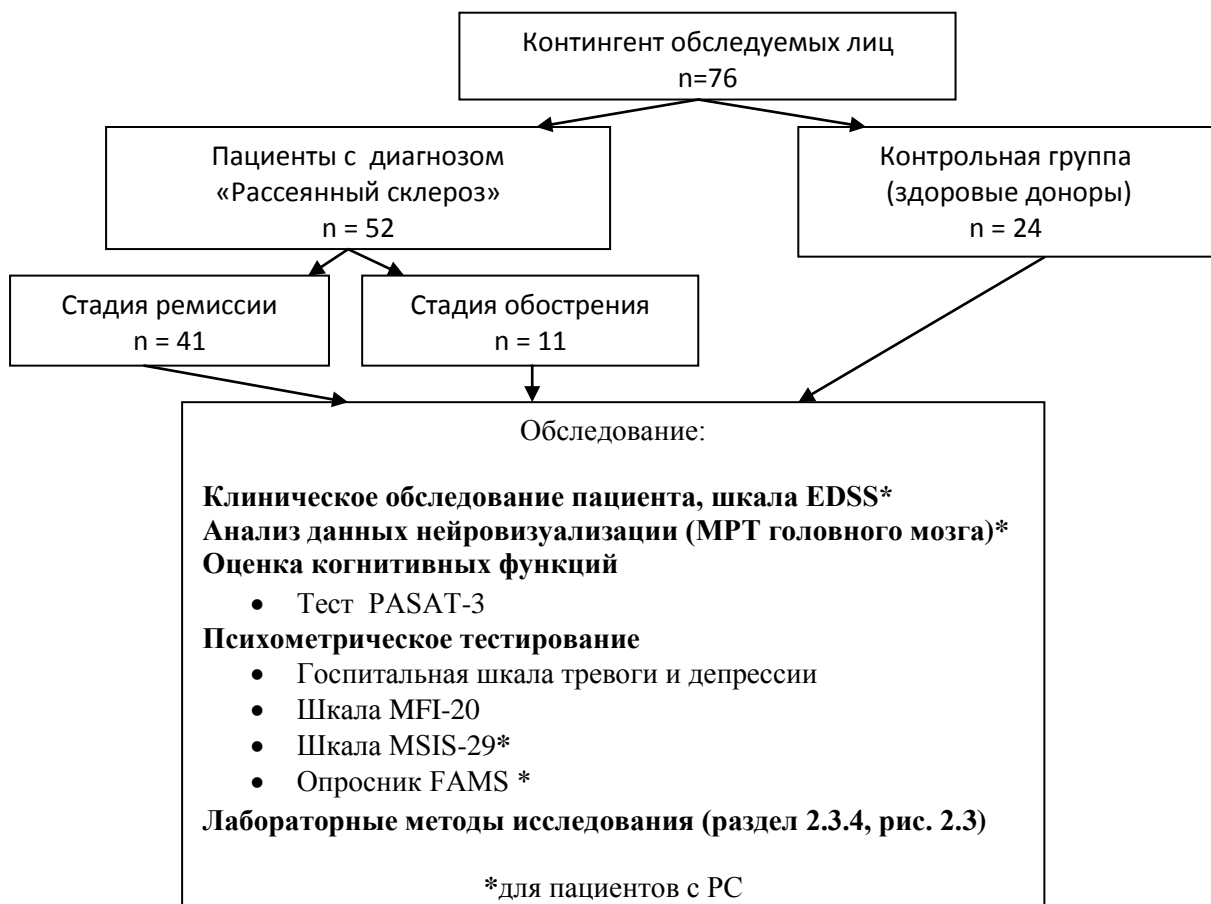 Контингент обследуемых лиц
n=76
Пациенты с диагнозом
«Рассеянный склероз»
n = 52
Контрольная группа
(здоровые доноры)
n = 24
Стадия ремиссии
n = 41
Стадия обострения
n = 11
Обследование:
Клиническое обследование пациента, шкала EDSS*
Анализ данных нейровизуализации (МРТ головного мозга)*
Оценка когнитивных функций
• Тест PASAT-3
Психометрическое тестирование
• Госпитальная шкала тревоги и депрессии
• Шкала MFI-20
• Шкала MSIS-29*
• Опросник FAMS *
Лабораторные методы исследования (раздел 2.3.4, рис. 2.3)
*для пациентов с РС